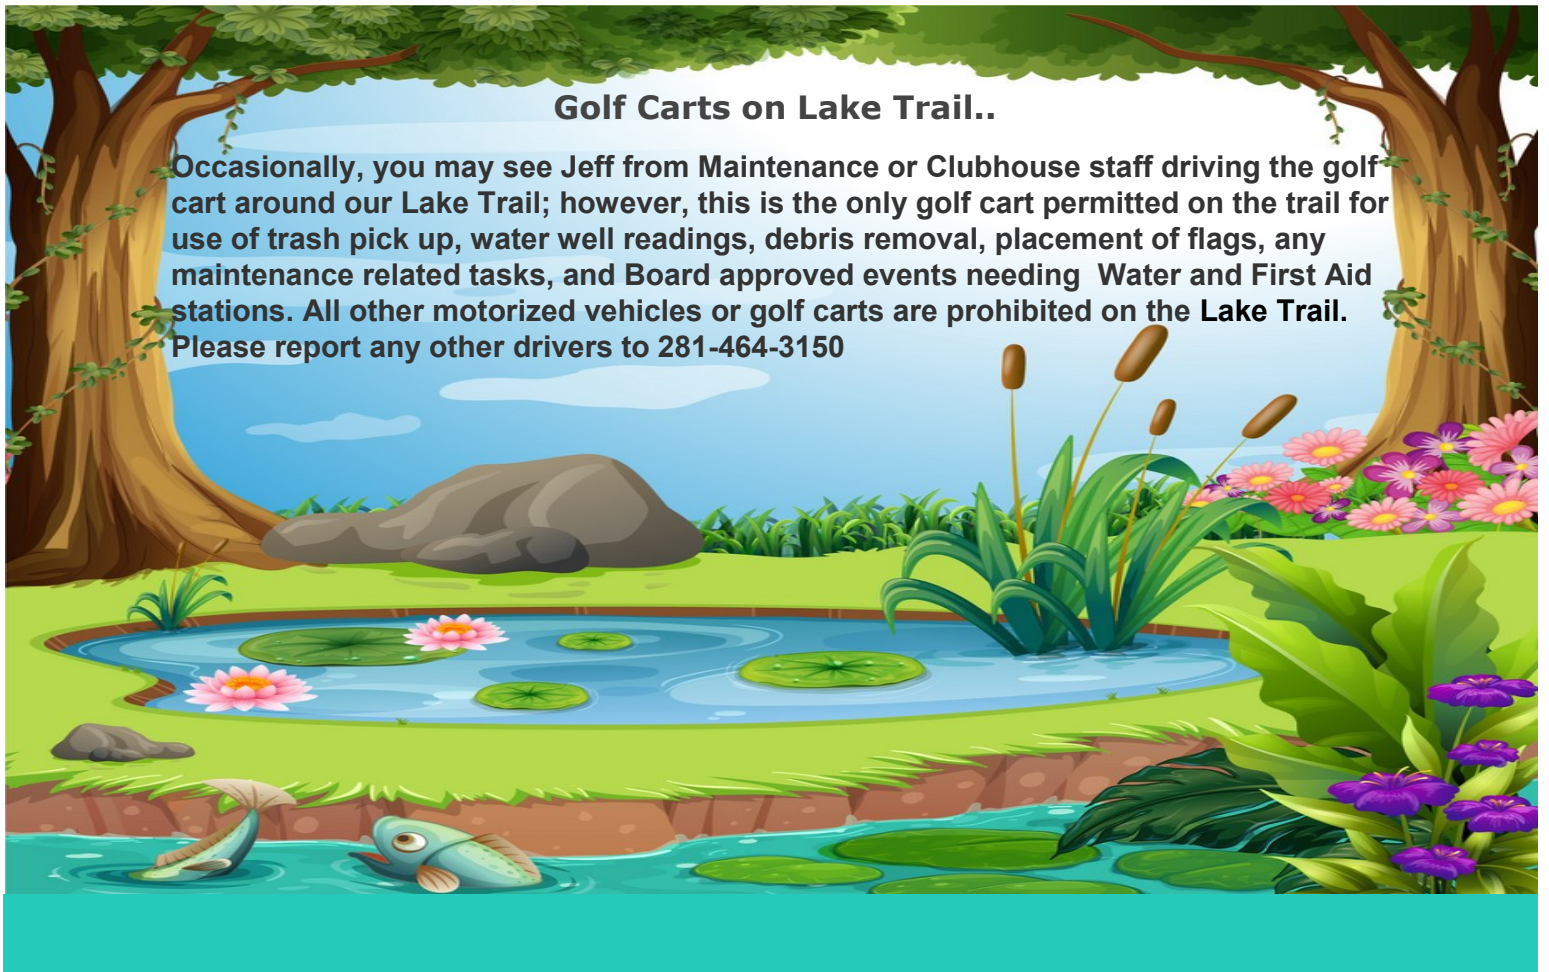 Golf Carts on Lake Trail..
Occasionally, you may see Jeff from Maintenance or Clubhouse staff driving the golf
cart around our Lake Trail; however, this is the only golf cart permitted on the trail for
use of trash pick up, water well readings, debris removal, placement of flags, any
maintenance related tasks, and Board approved events needing  Water and First Aid
stations. All other motorized vehicles or golf carts are prohibited on the Lake Trail.
Please report any other drivers to 281-464-3150